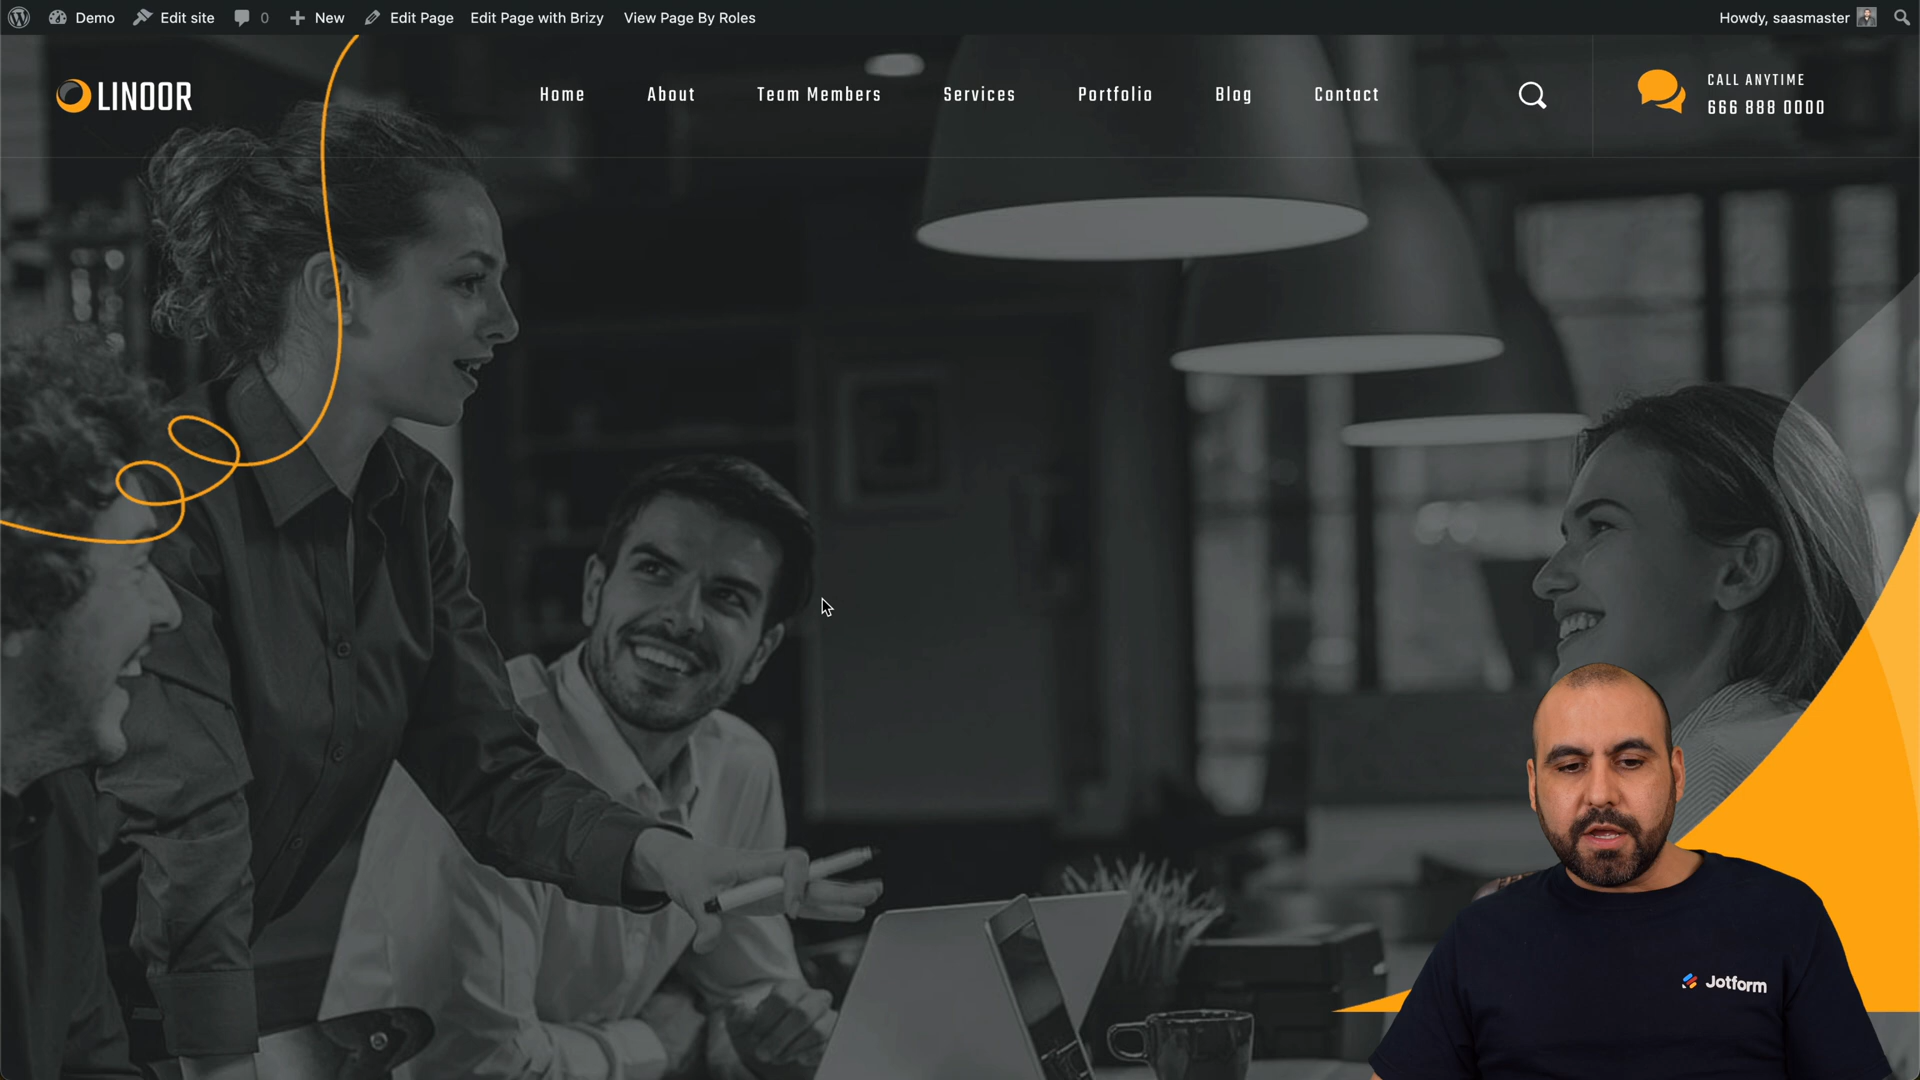 Demo Edit site 0 New Edit Page Edit Page with Brizy View Page By Roles Howdy, saasmaster
LINOOR Home About Team Members Services Portfolio Blog Contact
CALL ANYTIME
666 888 0000
Jotform